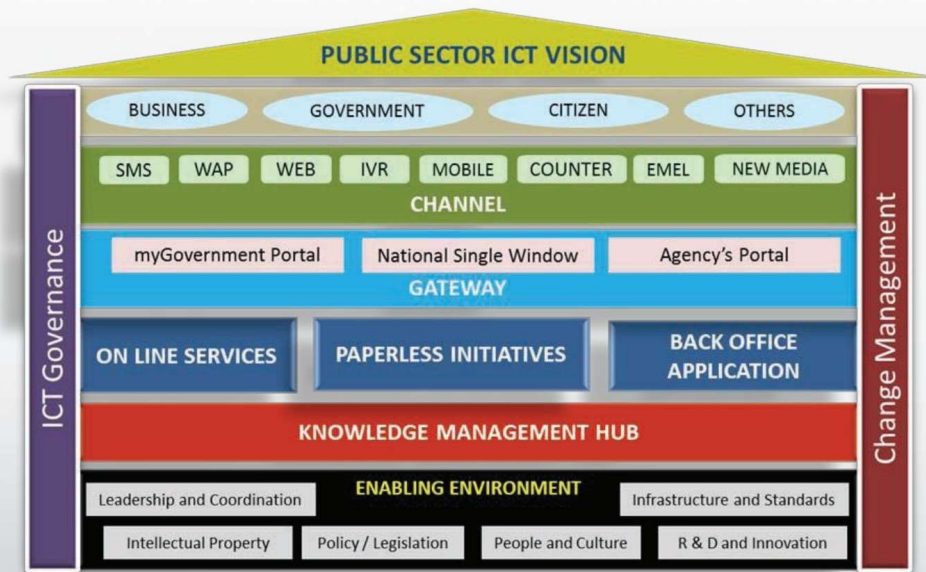 PUBLIC SECTOR ICT VISION
ICT Governance
BUSINESS
GOVERNMENT
CITIZEN
OTHERS
SMS
WAP
WEB
IVR
MOBILE
COUNTER
EMEL
NEW MEDIA
CHANNEL
myGovernment Portal
National Single Window
Agency's Portal
GATEWAY
ON LINE SERVICES
PAPERLESS INITIATIVES
BACK OFFICE
APPLICATION
KNOWLEDGE MANAGEMENT HUB
ENABLING ENVIRONMENT
Leadership and Coordination
Infrastructure and Standards
Intellectual Property
Policy / Legislation
People and Culture
R & D and Innovation
Change Management